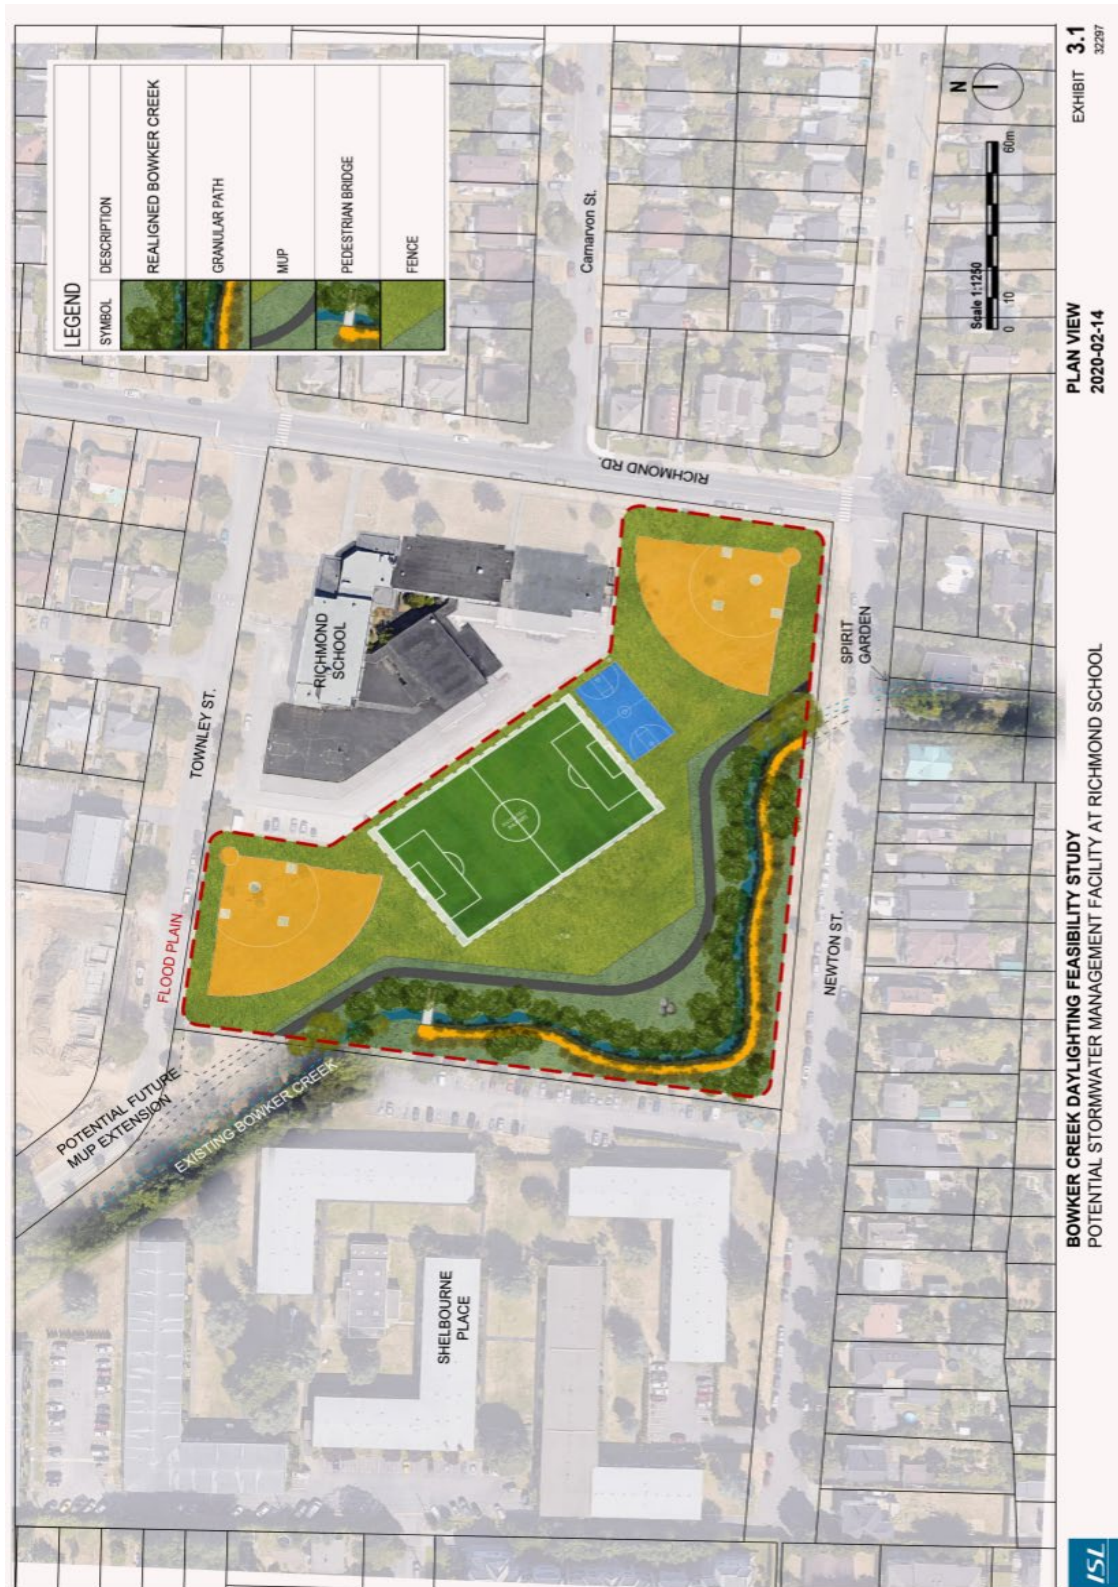 LEGEND
SYMBOL DESCRIPTION
REALIGNED BOWKER CREEK
GRANULAR PATH
MUP
PEDESTRIAN BRIDGE
FENCE
POTENTIAL FUTURE
MUP EXTENSION
EXISTING BOWKER CREEK
FLOOD PLAIN
TOWNLEY ST.
RICHMOND
SCHOOL
RICHMOND RD.
Carnarvon St.
SHELBOURNE
PLACE
NEWTON ST.
SPIRIT
GARDEN
N
Scale 1:1250
0 10 60m
ISL
BOWKER CREEK DAYLIGHTING FEASIBILITY STUDY
POTENTIAL STORMWATER MANAGEMENT FACILITY AT RICHMOND SCHOOL
PLAN VIEW
2020-02-14
EXHIBIT 3.1
32297